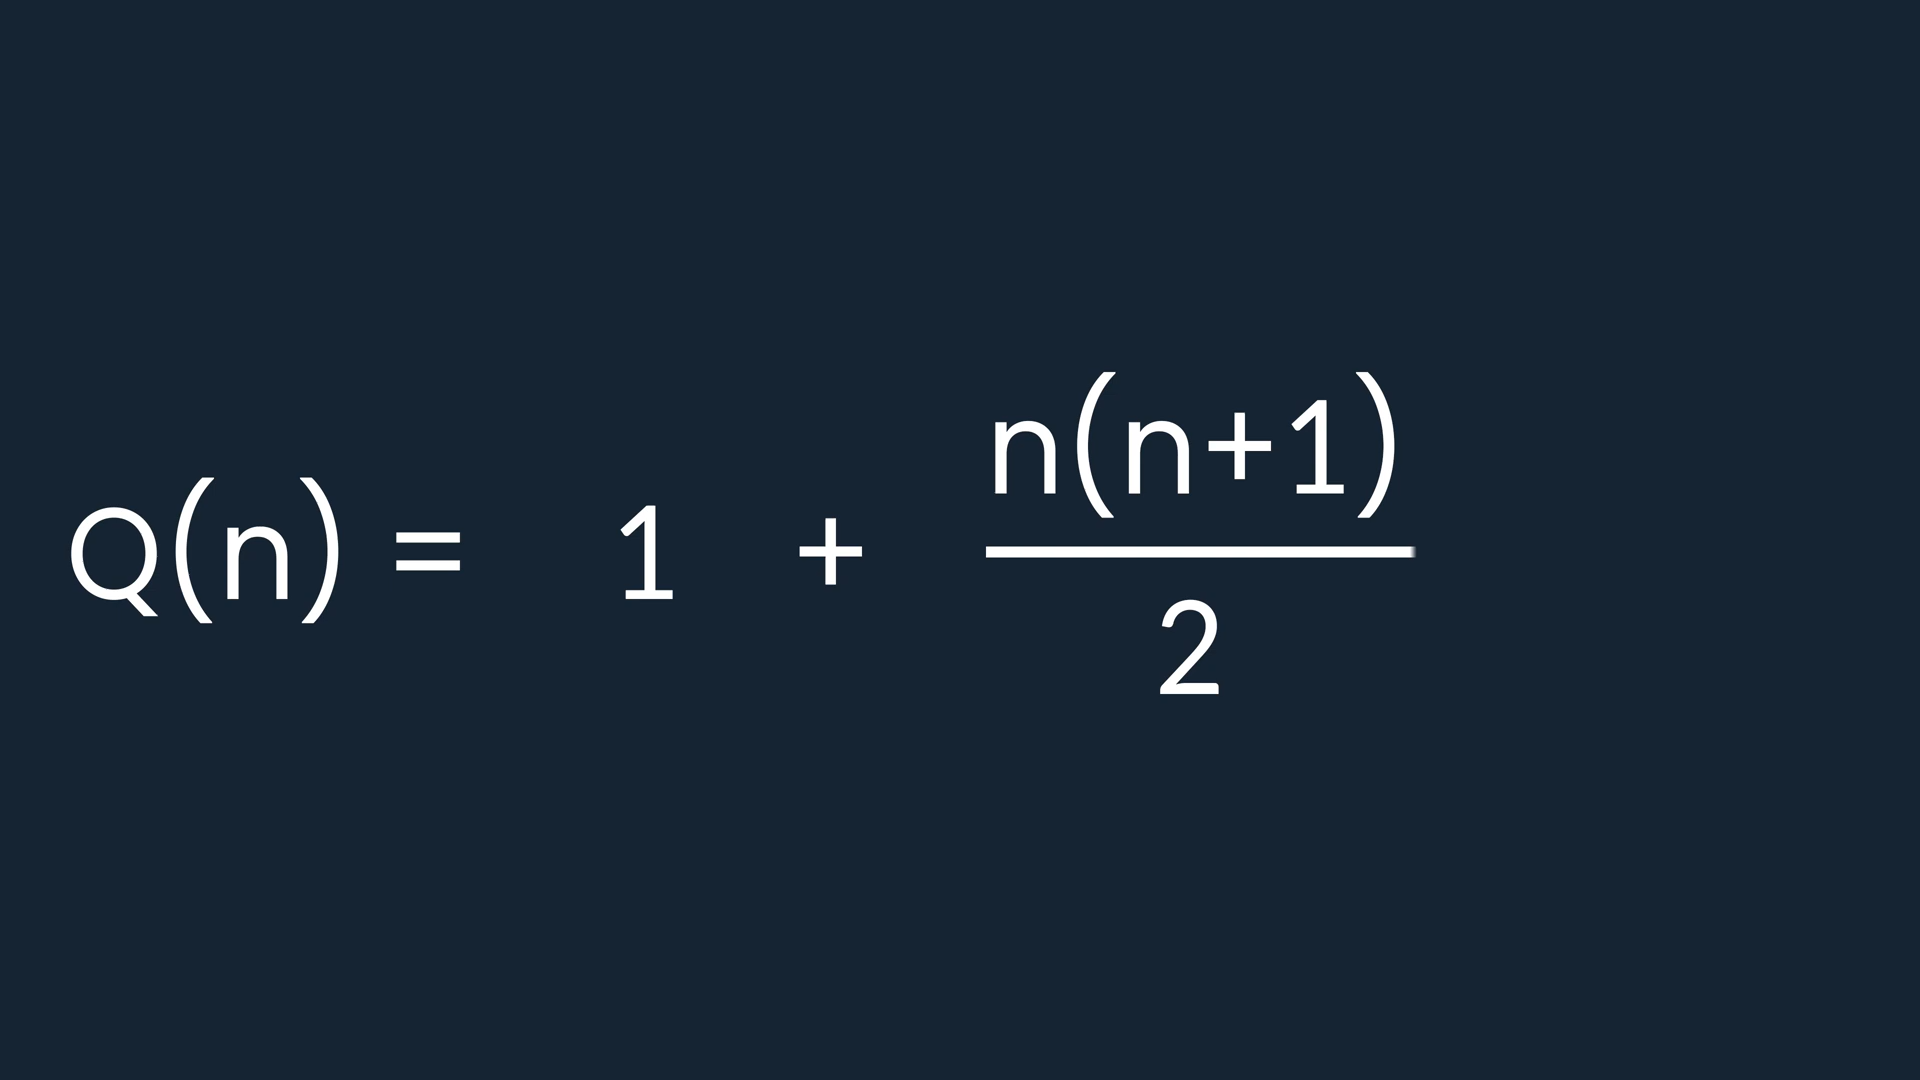 Q(n) = 1 + n(n+1)
2